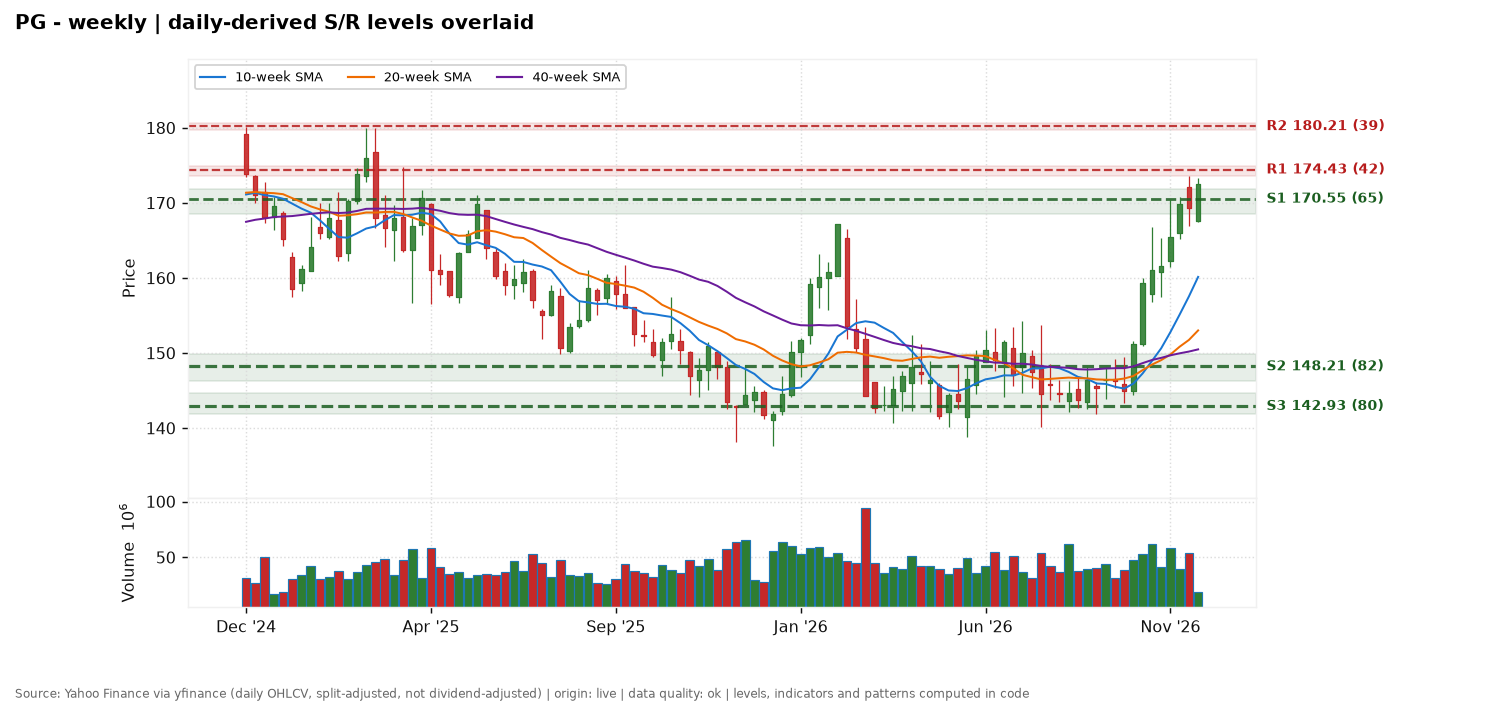 PG - weekly | daily-derived S/R levels overlaid
10-week SMA
20-week SMA
40-week SMA
Price
180
170
160
150
140
R2 180.21 (39)
R1 174.43 (42)
S1 170.55 (65)
S2 148.21 (82)
S3 142.93 (80)
Volume 10⁶
100
50
Dec '24
Apr '25
Sep '25
Jan '26
Jun '26
Nov '26
Source: Yahoo Finance via yfinance (daily OHLCV, split-adjusted, not dividend-adjusted) | origin: live | data quality: ok | levels, indicators and patterns computed in code